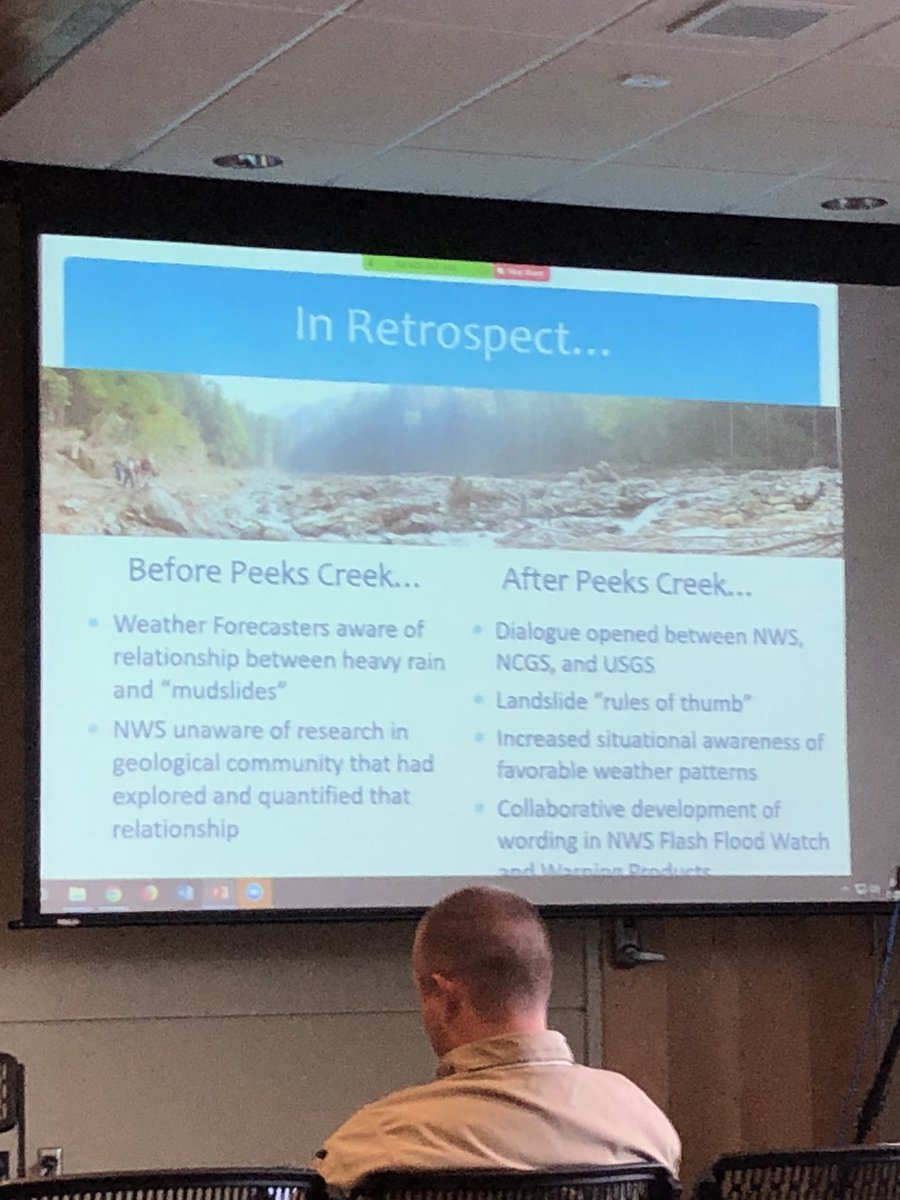 In Retrospect...
Before Peeks Creek...
Weather Forecasters aware of
relationship between heavy rain
and "mudslides"
NWS unaware of research in
geological community that had
explored and quantified that
relationship
After Peeks Creek...
Dialogue opened between NWS,
NCGS, and USGS
Landslide "rules of thumb"
Increased situational awareness of
favorable weather patterns
Collaborative development of
wording in NWS Flash Flood Watch
and Warning Products